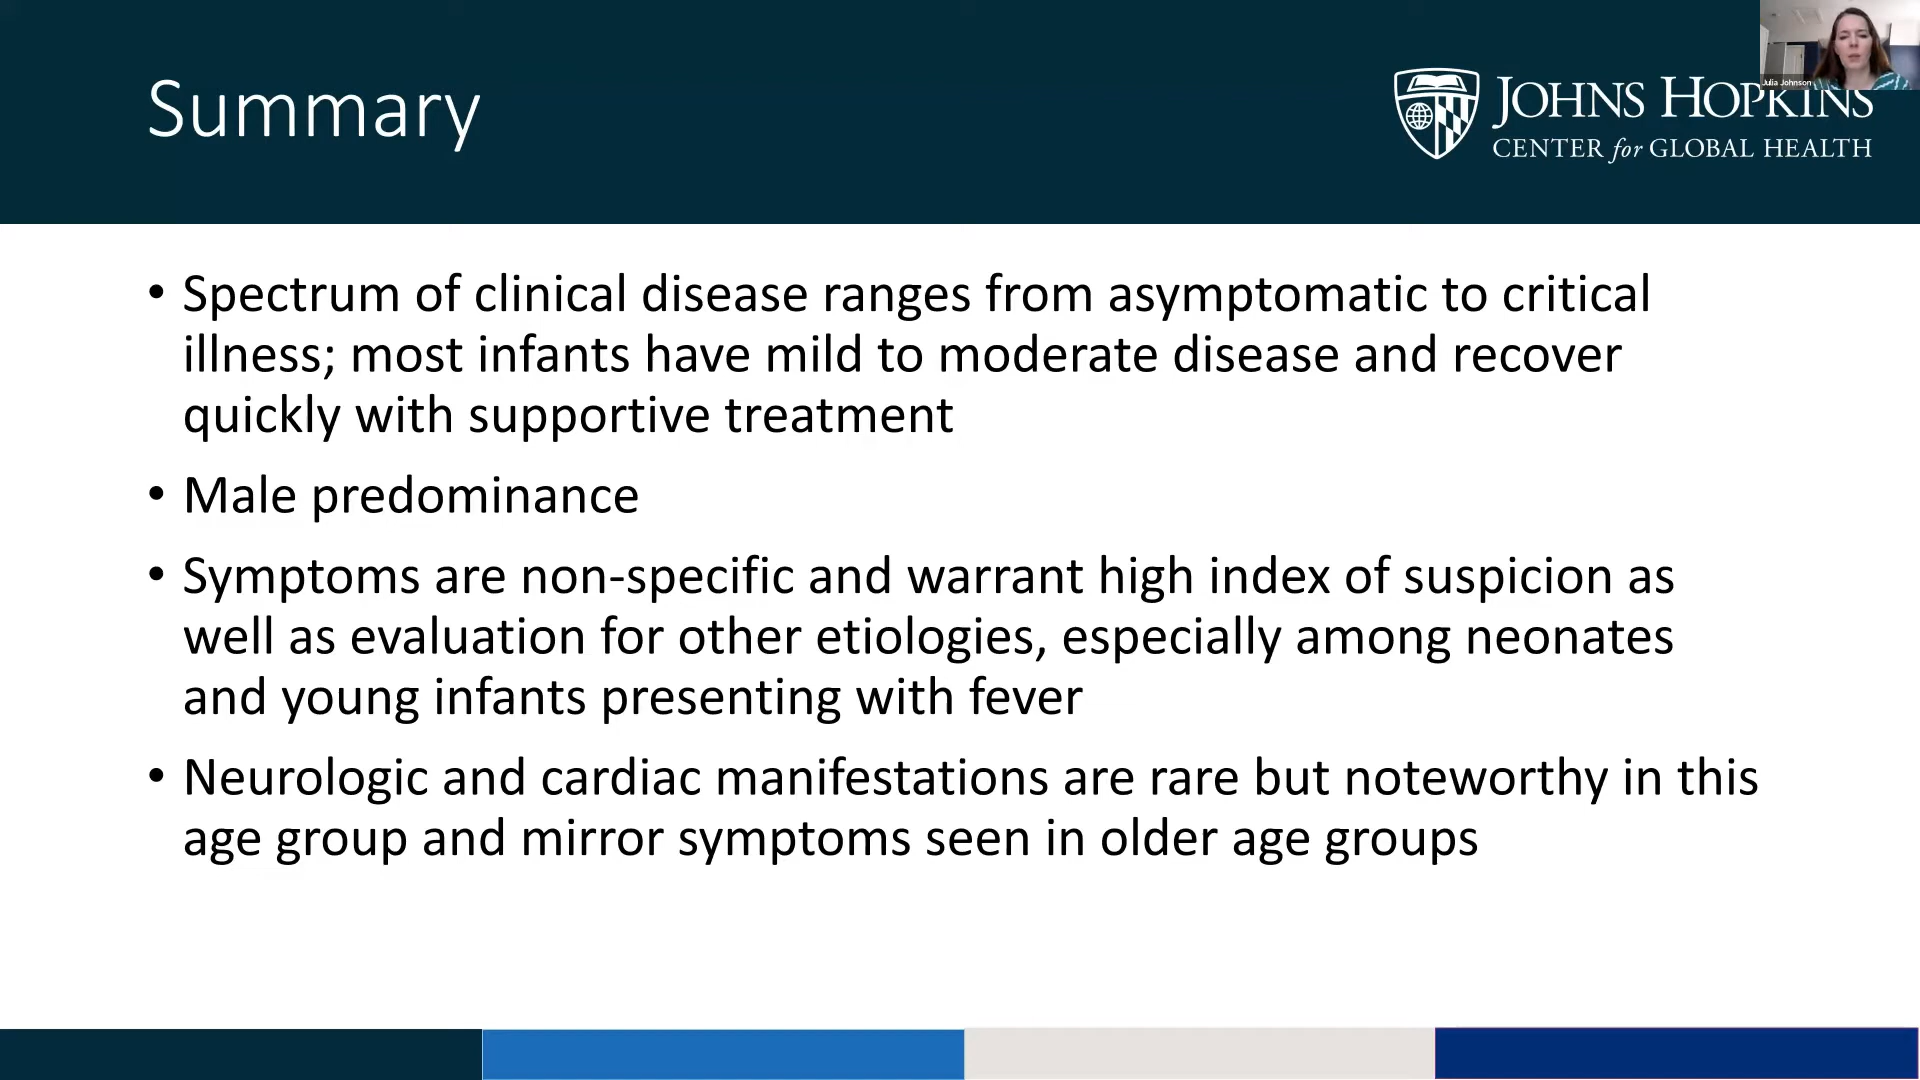 Summary
Julia Johnson
JOHNS HOPKINS
CENTER for GLOBAL HEALTH
• Spectrum of clinical disease ranges from asymptomatic to critical
illness; most infants have mild to moderate disease and recover
quickly with supportive treatment
• Male predominance
• Symptoms are non-specific and warrant high index of suspicion as
well as evaluation for other etiologies, especially among neonates
and young infants presenting with fever
• Neurologic and cardiac manifestations are rare but noteworthy in this
age group and mirror symptoms seen in older age groups